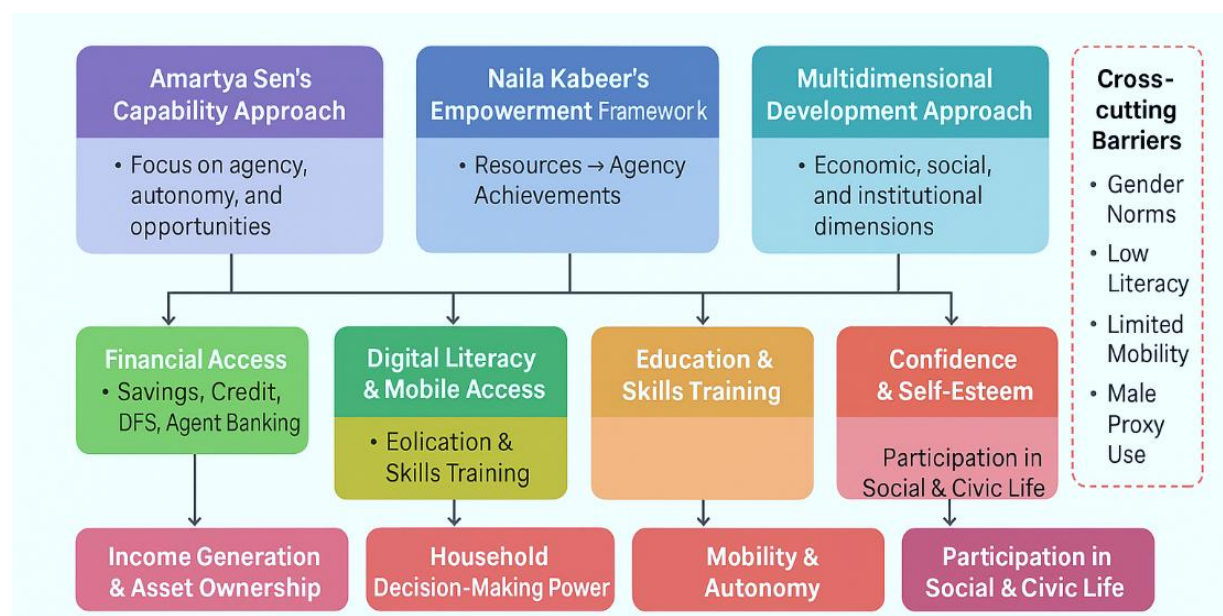 Amartya Sen's
Capability Approach
• Focus on agency,
autonomy, and
opportunities
Naila Kabeer's
Empowerment Framework
• Resources → Agency
Achievements
Multidimensional
Development Approach
• Economic, social,
and institutional
dimensions
Cross-
cutting
Barriers
• Gender
Norms
• Low
Literacy
• Limited
Mobility
• Male
Proxy
Use
Financial Access
• Savings, Credit,
DFS, Agent Banking
Digital Literacy
& Mobile Access
• Eolication &
Skills Training
Education &
Skills Training
Confidence
& Self-Esteem
Participation in
Social & Civic Life
Income Generation
& Asset Ownership
Household
Decision-Making Power
Mobility &
Autonomy
Participation in
Social & Civic Life